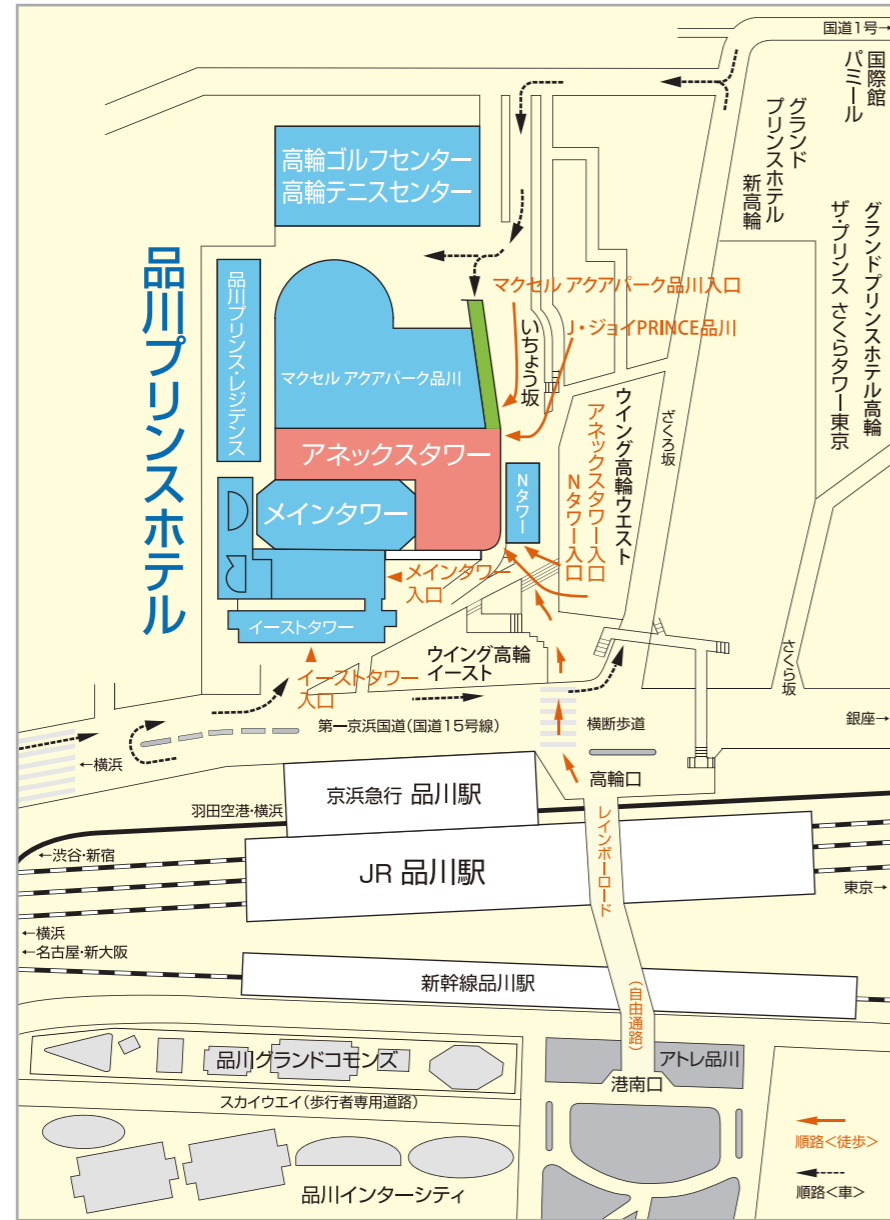 国道1号→
国際館
パミール
グランド
プリンスホテル
新高輪
グランドプリンスホテル高輪
ザ・プリンス さくらタワー東京
高輪ゴルフセンター
高輪テニスセンター
品川プリンスホテル
品川プリンス・レジデンス
マクセル アクアパーク品川入口
J・ジョイPRINCE品川
いちょう坂
マクセル アクアパーク品川
ざくろ坂
アネックスタワー
ウイング高輪ウエスト
アネックスタワー入口
Nタワー入口
Nタワー
メインタワー
メインタワー
入口
イーストタワー
ウイング高輪
イースト
さくら坂
イーストタワー
入口
第一京浜国道(国道15号線)
横断歩道
銀座→
←横浜
高輪口
京浜急行 品川駅
羽田空港・横浜
レインボーロード
←渋谷・新宿
JR 品川駅
東京→
←横浜
←名古屋・新大阪
新幹線品川駅
(自由通路)
品川グランドコモンズ
アトレ品川
港南口
スカイウエイ(歩行者専用道路)
順路<徒歩>
品川インターシティ
順路<車>